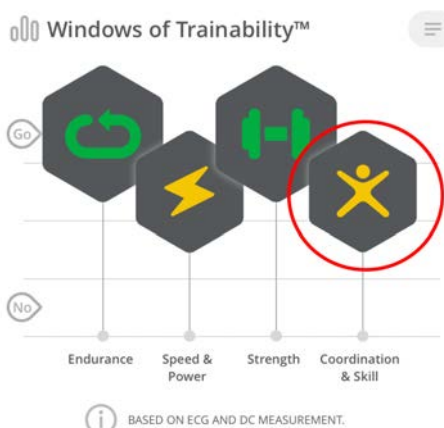 Windows of Trainability™
Go
No
Endurance
Speed &
Power
Strength
Coordination
& Skill
BASED ON ECG AND DC MEASUREMENT.